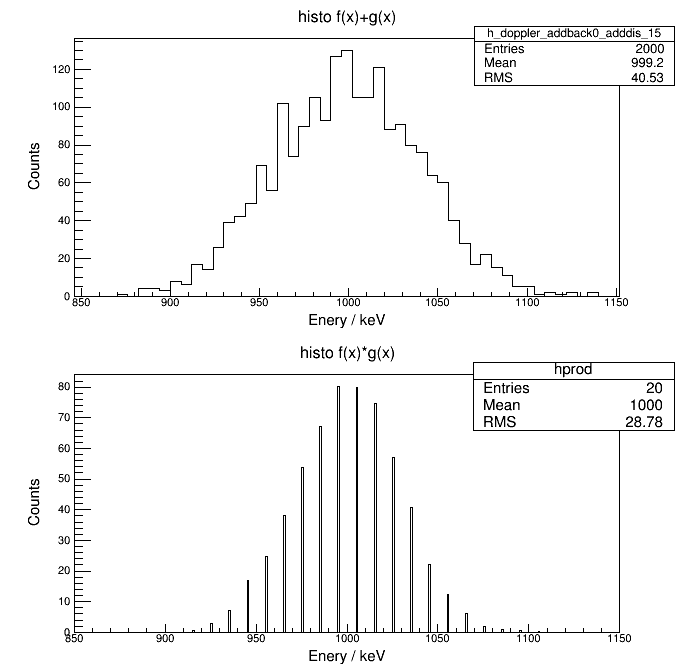 histo f(x)+g(x)
h_doppler_addback0_adddis_15
Entries 2000
Mean 999.2
RMS 40.53
Counts
120
100
80
60
40
20
0
850 900 950 1000 1050 1100 1150
Enery / keV
histo f(x)*g(x)
hprod
Entries 20
Mean 1000
RMS 28.78
Counts
80
70
60
50
40
30
20
10
0
850 900 950 1000 1050 1100 1150
Enery / keV